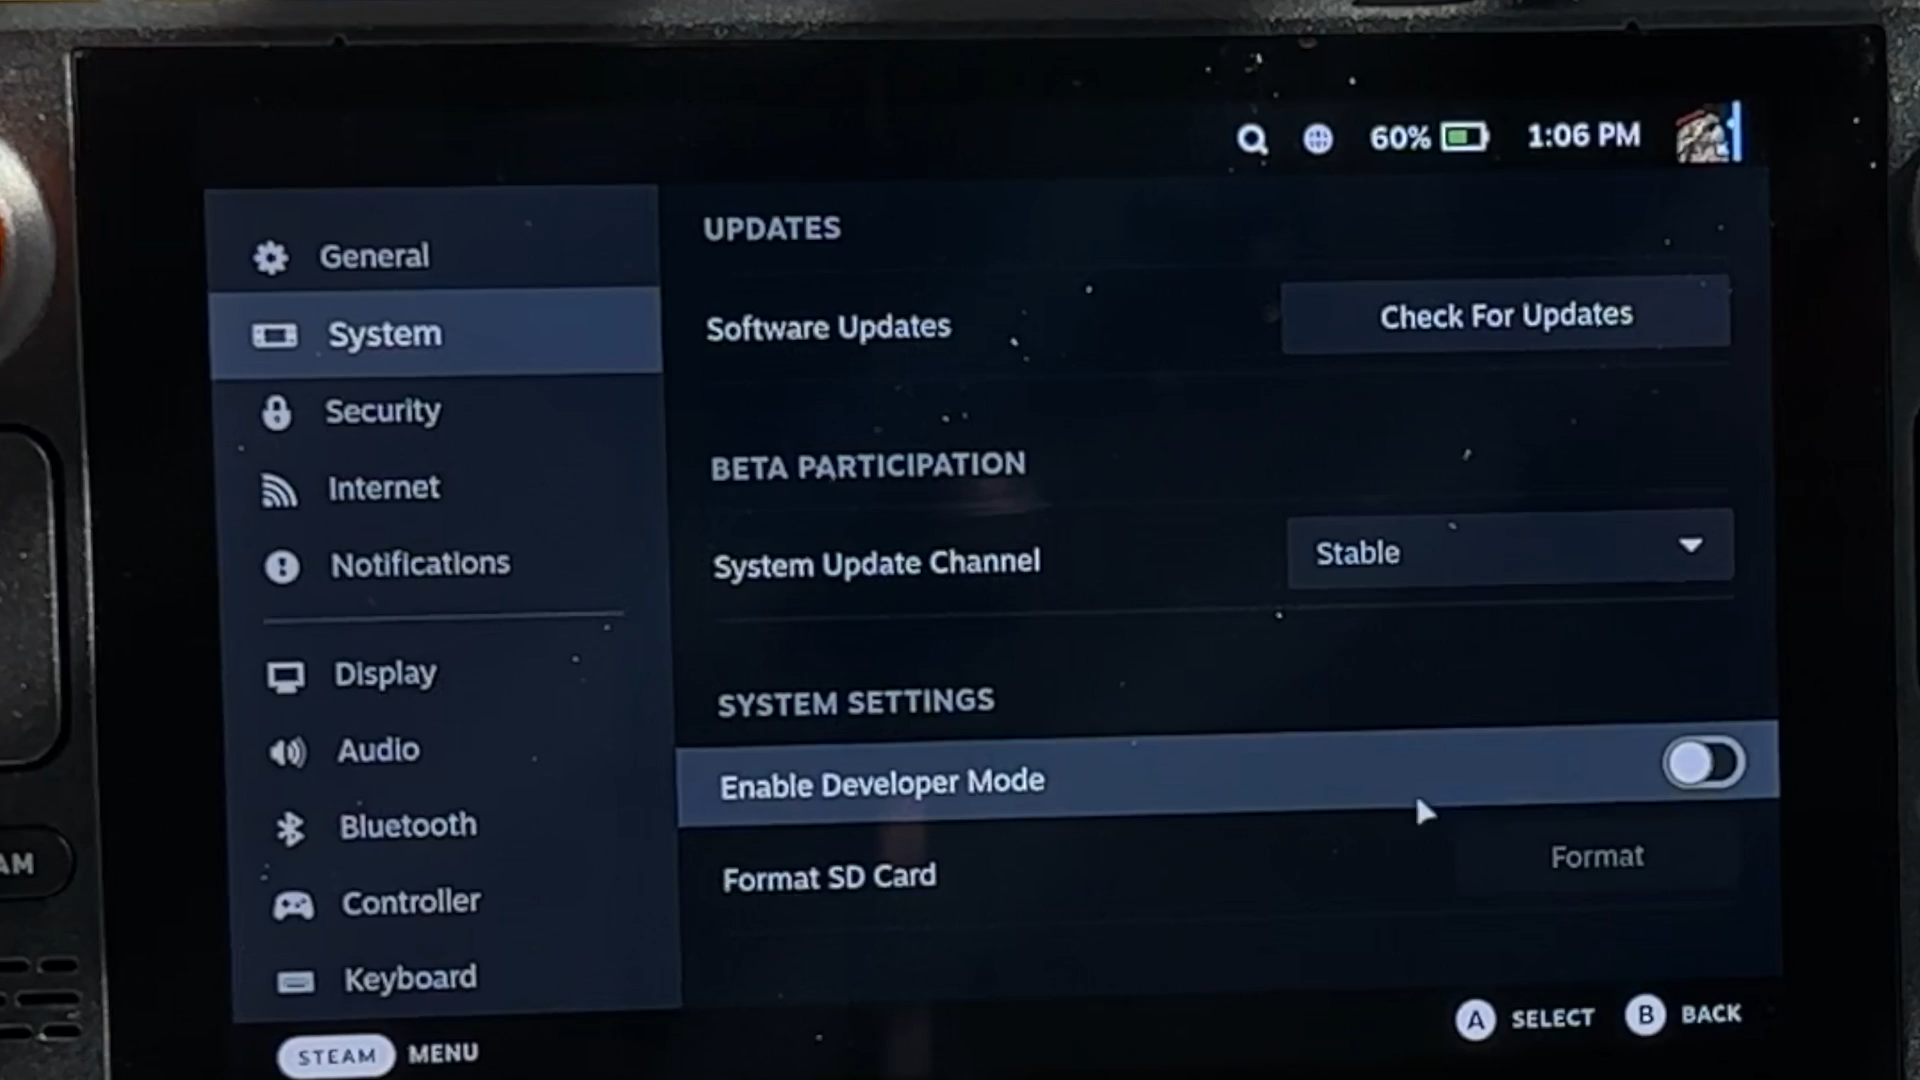 60% 1:06 PM
General
System
Security
Internet
Notifications
Display
Audio
Bluetooth
Controller
Keyboard
UPDATES
Software Updates
Check For Updates
BETA PARTICIPATION
System Update Channel
Stable
SYSTEM SETTINGS
Enable Developer Mode
Format SD Card
Format
AM
STEAM MENU
A SELECT B BACK